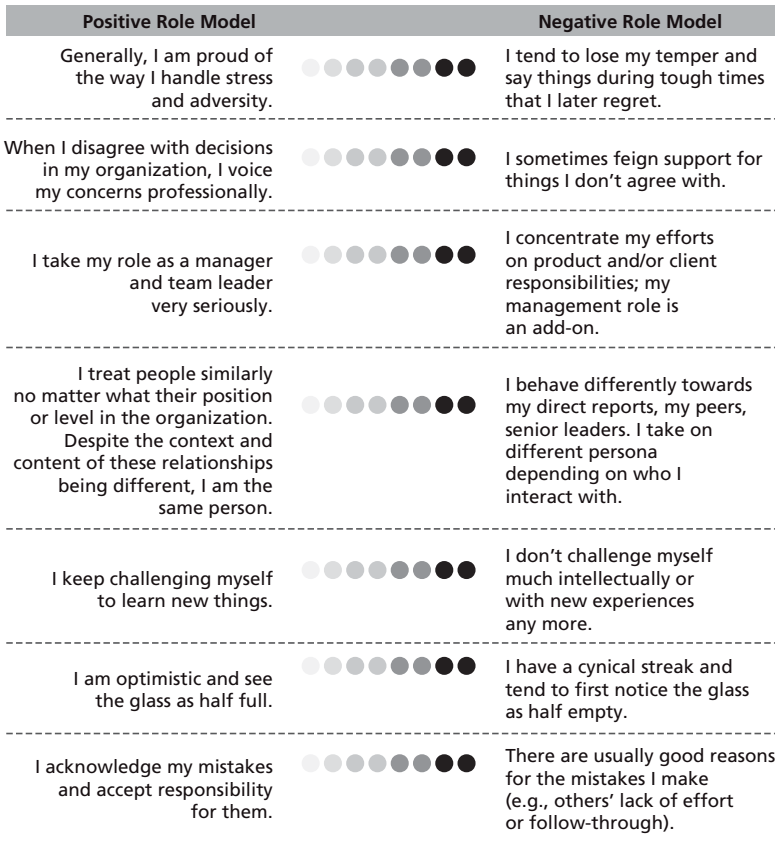 Positive Role Model
Negative Role Model
Generally, I am proud of
the way I handle stress
and adversity.
I tend to lose my temper and
say things during tough times
that I later regret.
When I disagree with decisions
in my organization, I voice
my concerns professionally.
I sometimes feign support for
things I don’t agree with.
I take my role as a manager
and team leader
very seriously.
I concentrate my efforts
on product and/or client
responsibilities; my
management role is
an add-on.
I treat people similarly
no matter what their position
or level in the organization.
Despite the context and
content of these relationships
being different, I am the
same person.
I behave differently towards
my direct reports, my peers,
senior leaders. I take on
different persona
depending on who I
interact with.
I keep challenging myself
to learn new things.
I don’t challenge myself
much intellectually or
with new experiences
any more.
I am optimistic and see
the glass as half full.
I have a cynical streak and
tend to first notice the glass
as half empty.
I acknowledge my mistakes
and accept responsibility
for them.
There are usually good reasons
for the mistakes I make
(e.g., others’ lack of effort
or follow-through).